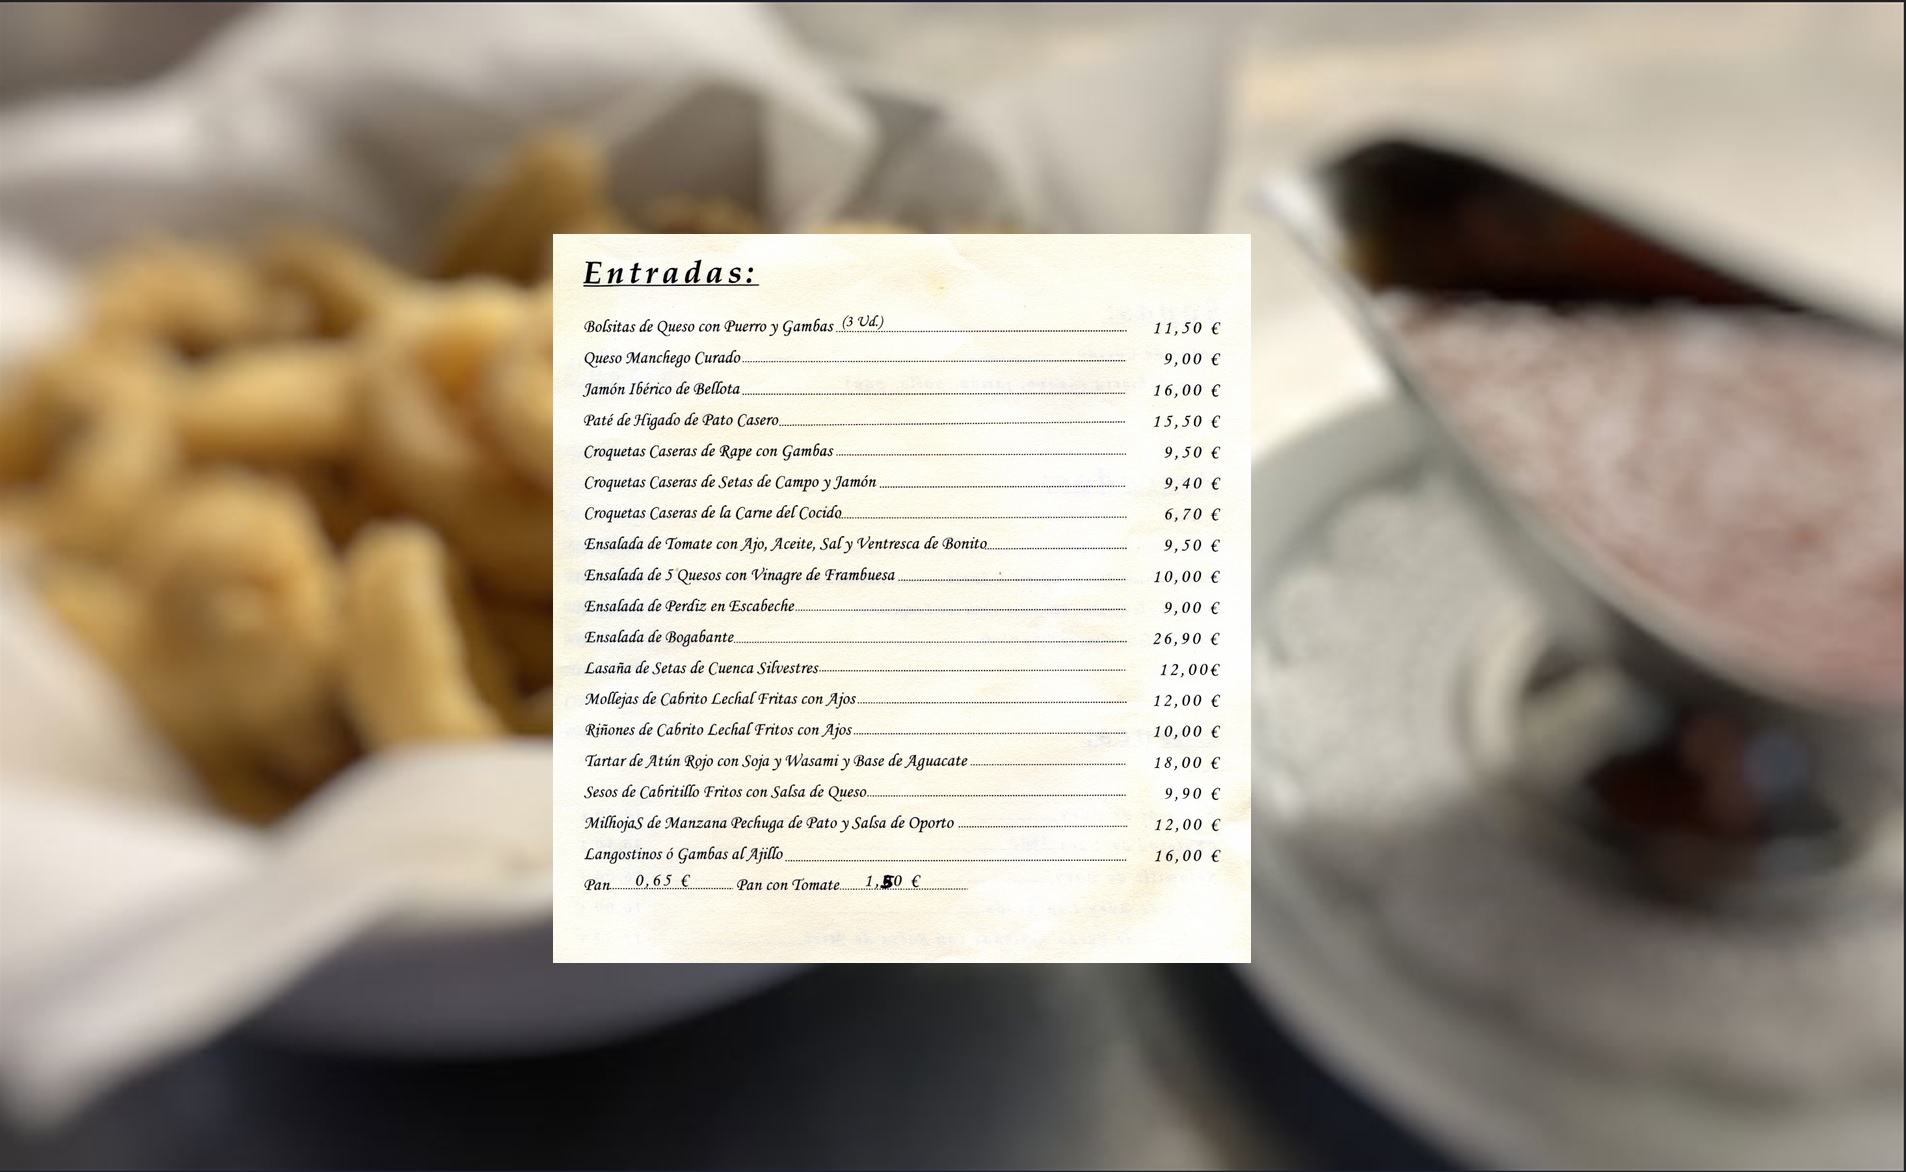 Entradas:
Bolsitas de Queso con Puerro y Gambas (3 Ud.) 11,50 €
Queso Manchego Curado 9,00 €
Jamón Ibérico de Bellota 16,00 €
Paté de Higado de Pato Casero 15,50 €
Croquetas Caseras de Rape con Gambas 9,50 €
Croquetas Caseras de Setas de Campo y Jamón 9,40 €
Croquetas Caseras de la Carne del Cocido 6,70 €
Ensalada de Tomate con Ajo, Aceite, Sal y Ventresca de Bonito 9,50 €
Ensalada de 5 Quesos con Vinagre de Frambuesa 10,00 €
Ensalada de Perdiz en Escabeche 9,00 €
Ensalada de Bogabante 26,90 €
Lasaña de Setas de Cuenca Silvestres 12,00€
Mollejas de Cabrito Lechal Fritas con Ajos 12,00 €
Riñones de Cabrito Lechal Fritos con Ajos 10,00 €
Tartar de Atún Rojo con Soja y Wasami y Base de Aguacate 18,00 €
Sesos de Cabritillo Fritos con Salsa de Queso 9,90 €
MilhojaS de Manzana Pechuga de Pato y Salsa de Oporto 12,00 €
Langostinos ó Gambas al Ajillo 16,00 €
Pan 0,65 € Pan con Tomate 1,50 €